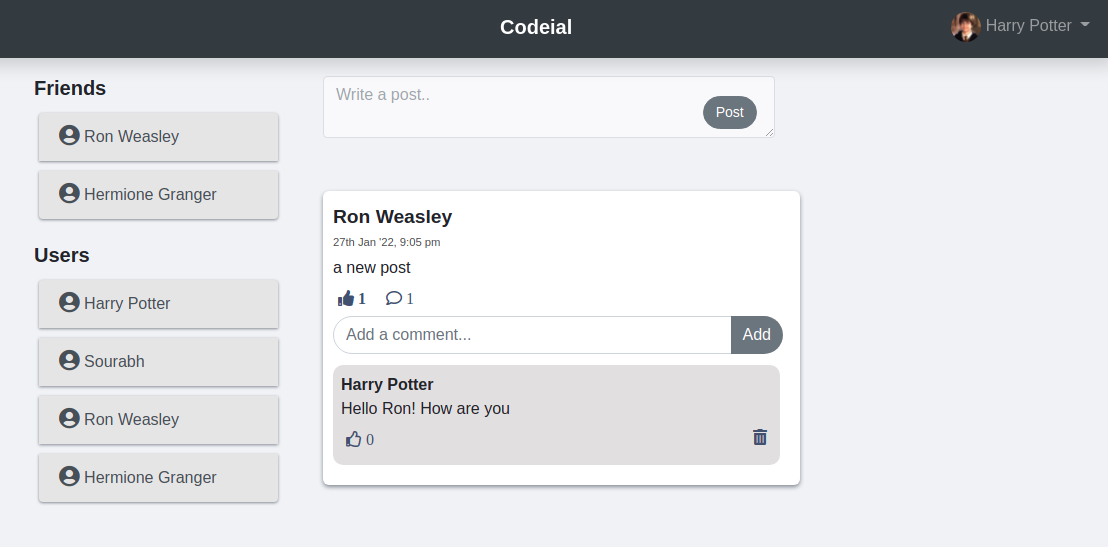 Codeial
Harry Potter
Friends
Ron Weasley
Hermione Granger
Users
Harry Potter
Sourabh
Ron Weasley
Hermione Granger
Write a post..
Post
Ron Weasley
27th Jan '22, 9:05 pm
a new post
1 1
Add a comment... Add
Harry Potter
Hello Ron! How are you
0